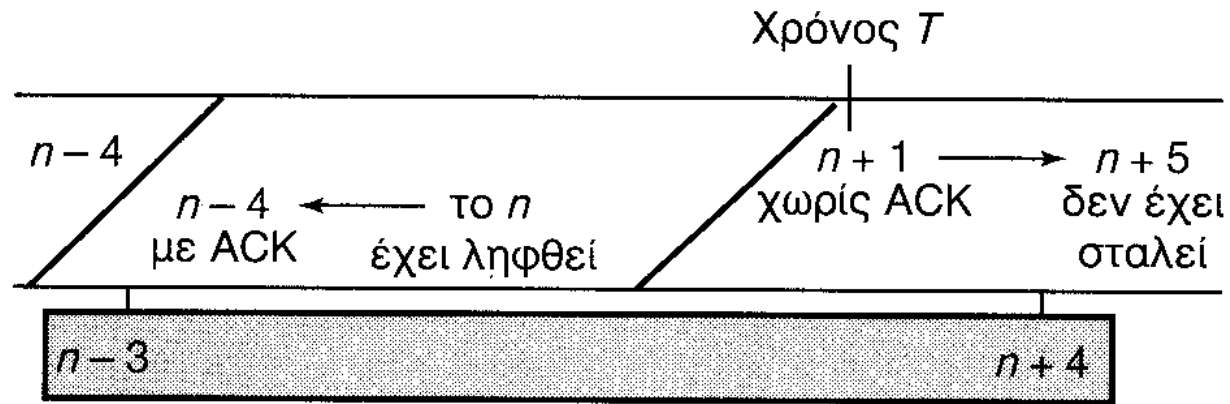 Χρόνος T
n – 4
n – 4 ← το n
με ACK έχει ληφθεί
n + 1 → n + 5
χωρίς ACK δεν έχει
σταλεί
n – 3
n + 4